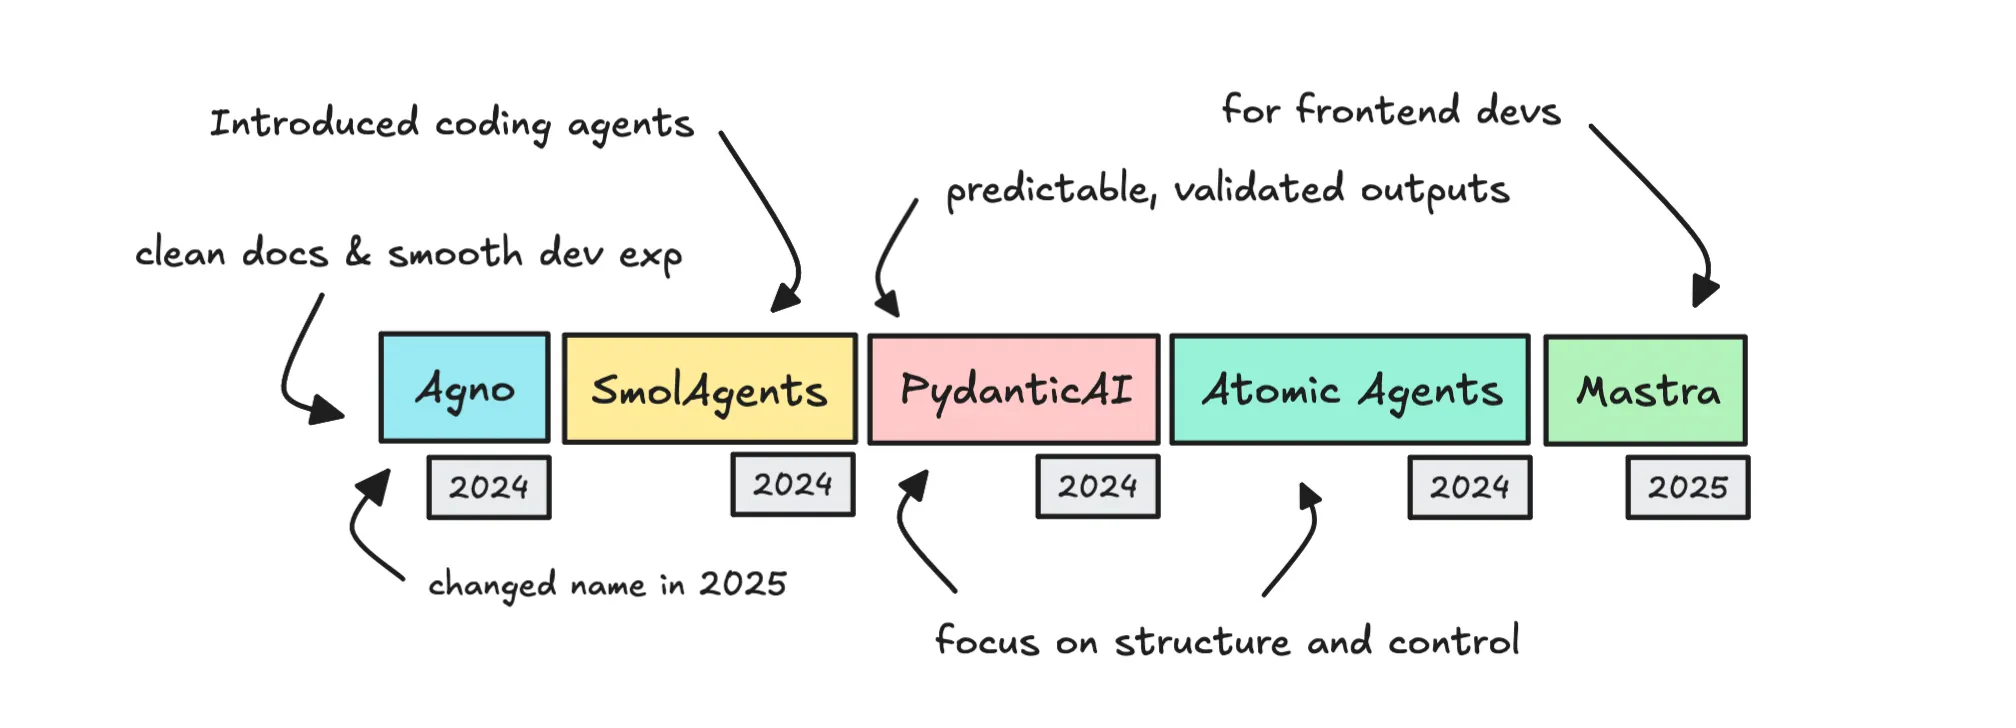 for frontend devs
Introduced coding agents
predictable, validated outputs
clean docs & smooth dev exp
Agno
SmolAgents
PydanticAI
Atomic Agents
Mastra
2024
2024
2024
2024
2025
changed name in 2025
focus on structure and control